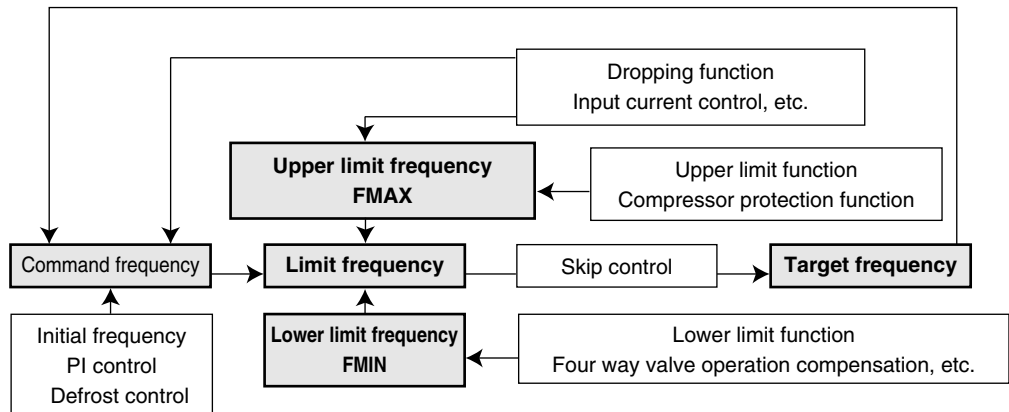 Dropping function
Input current control, etc.
Upper limit frequency
FMAX
Upper limit function
Compressor protection function
Command frequency
Limit frequency
Skip control
Target frequency
Initial frequency
PI control
Defrost control
Lower limit frequency
FMIN
Lower limit function
Four way valve operation compensation, etc.